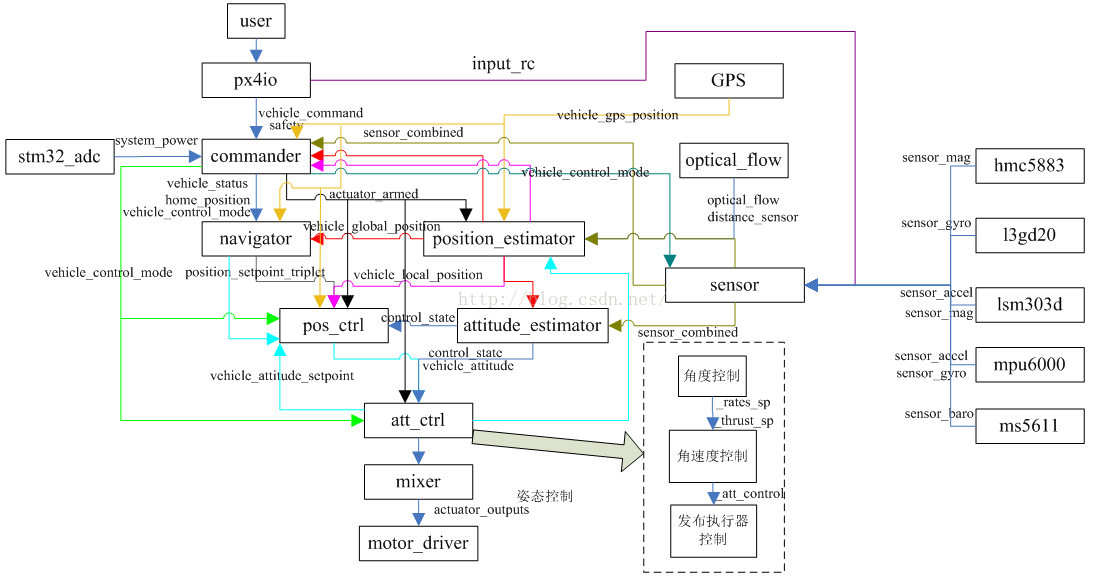 user
px4io
input_rc
GPS
vehicle_command
safety
vehicle_gps_position
system_power
sensor_combined
stm32_adc
commander
optical_flow
sensor_mag
hmc5883
vehicle_control_mode
vehicle_status
home_position
vehicle_control_mode
actuator_armed
optical_flow
distance_sensor
vehicle_global_position
navigator
position_estimator
sensor_gyro
l3gd20
vehicle_control_mode
position_setpoint_triplet
vehicle_local_position
sensor
http://blog.csdn.net/
sensor_accel
sensor_mag
lsm303d
pos_ctrl
control_state
attitude_estimator
sensor_combined
control_state
vehicle_attitude
vehicle_attitude_setpoint
sensor_accel
sensor_gyro
mpu6000
角度控制
_rates_sp
_thrust_sp
att_ctrl
角速度控制
sensor_baro
ms5611
mixer
姿态控制
_att_control
actuator_outputs
motor_driver
发布执行器
控制